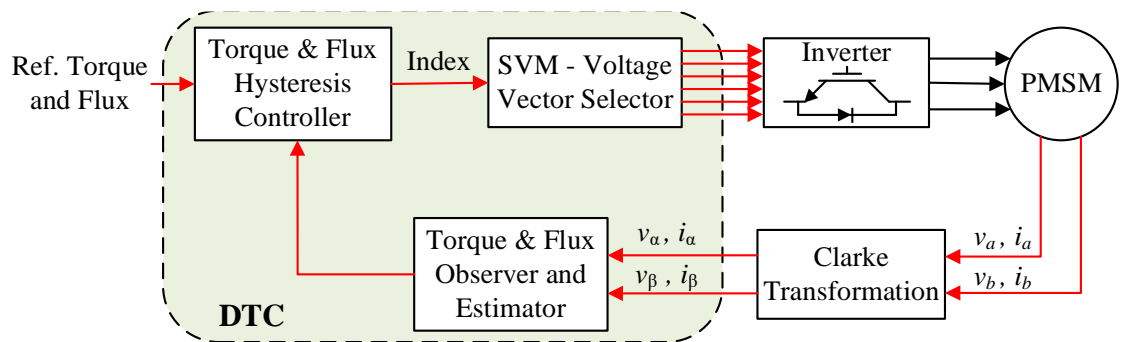 Ref. Torque
and Flux
Torque & Flux
Hysteresis
Controller
Index
SVM - Voltage
Vector Selector
Inverter
PMSM
Torque & Flux
Observer and
Estimator
vα , iα
vβ , iβ
Clarke
Transformation
va , ia
vb , ib
DTC